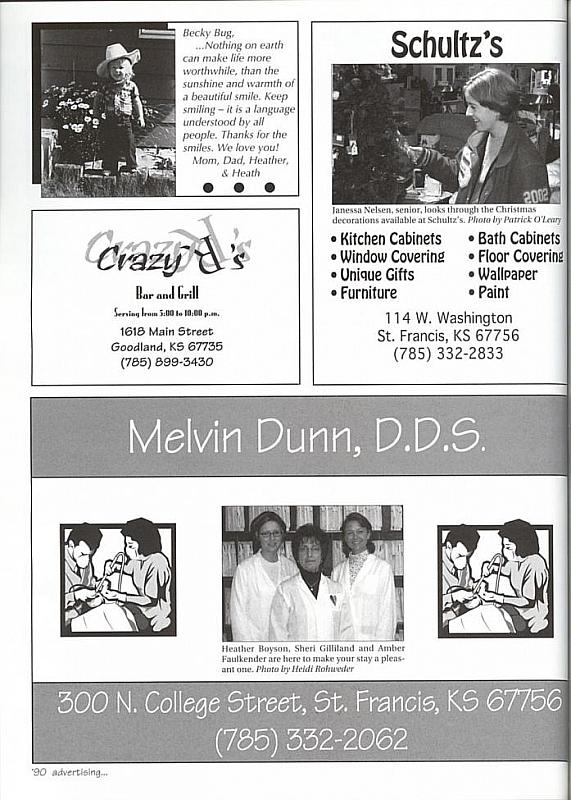 Becky Bug,
...Nothing on earth
can make life more
worthwhile, than the
sunshine and warmth of
a beautiful smile. Keep
smiling – it is a language
understood by all
people. Thanks for the
smiles. We love you!
Mom, Dad, Heather,
& Heath
Crazy R's
Bar and Grill
Serving from 5:00 to 10:00 p.m.
1618 Main Street
Goodland, KS 67735
(785) 899-3430
Schultz's
2002
Janessa Nelsen, senior, looks through the Christmas
decorations available at Schultz's. Photo by Patrick O'Leary
• Kitchen Cabinets
• Window Covering
• Unique Gifts
• Furniture
• Bath Cabinets
• Floor Covering
• Wallpaper
• Paint
114 W. Washington
St. Francis, KS 67756
(785) 332-2833
Melvin Dunn, D.D.S.
Heather Boyson, Sheri Gilliland and Amber
Faulkender are here to make your stay a pleas-
ant one. Photo by Heidi Rohweder
300 N. College Street, St. Francis, KS 67756
(785) 332-2062
'90 advertising...